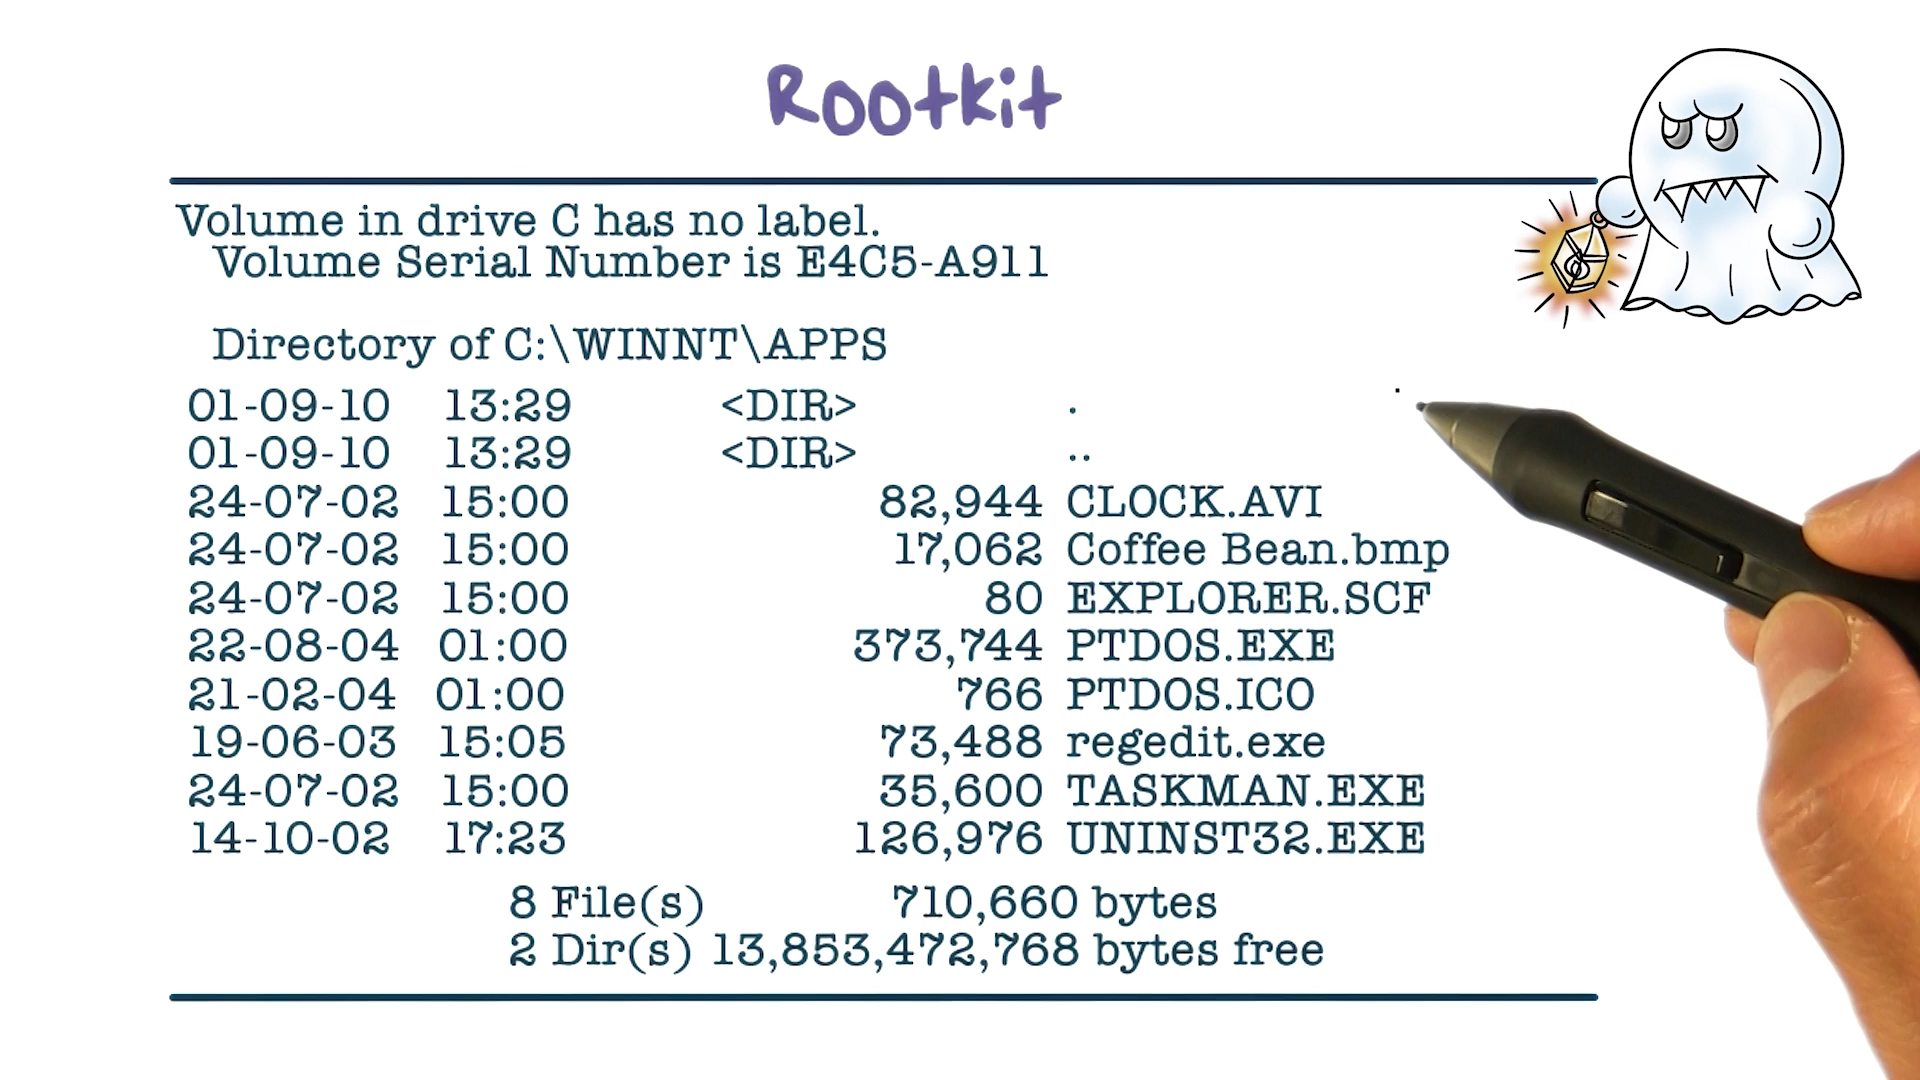 Rootkit
Volume in drive C has no label.
Volume Serial Number is E4C5-A911
Directory of C:\WINNT\APPS
01-09-10 13:29 <DIR> .
01-09-10 13:29 <DIR> ..
24-07-02 15:00 82,944 CLOCK.AVI
24-07-02 15:00 17,062 Coffee Bean.bmp
24-07-02 15:00 80 EXPLORER.SCF
22-08-04 01:00 373,744 PTDOS.EXE
21-02-04 01:00 766 PTDOS.ICO
19-06-03 15:05 73,488 regedit.exe
24-07-02 15:00 35,600 TASKMAN.EXE
14-10-02 17:23 126,976 UNINST32.EXE
8 File(s) 710,660 bytes
2 Dir(s) 13,853,472,768 bytes free